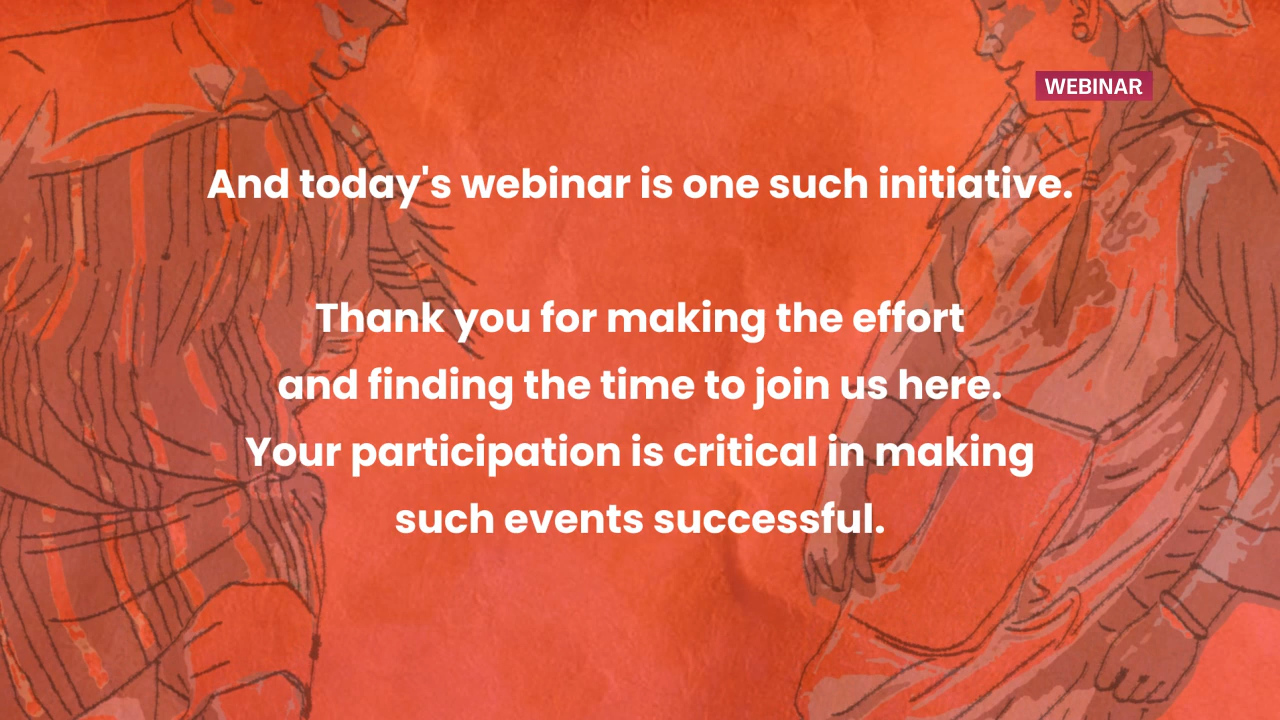 WEBINAR
And today's webinar is one such initiative.
Thank you for making the effort
and finding the time to join us here.
Your participation is critical in making
such events successful.